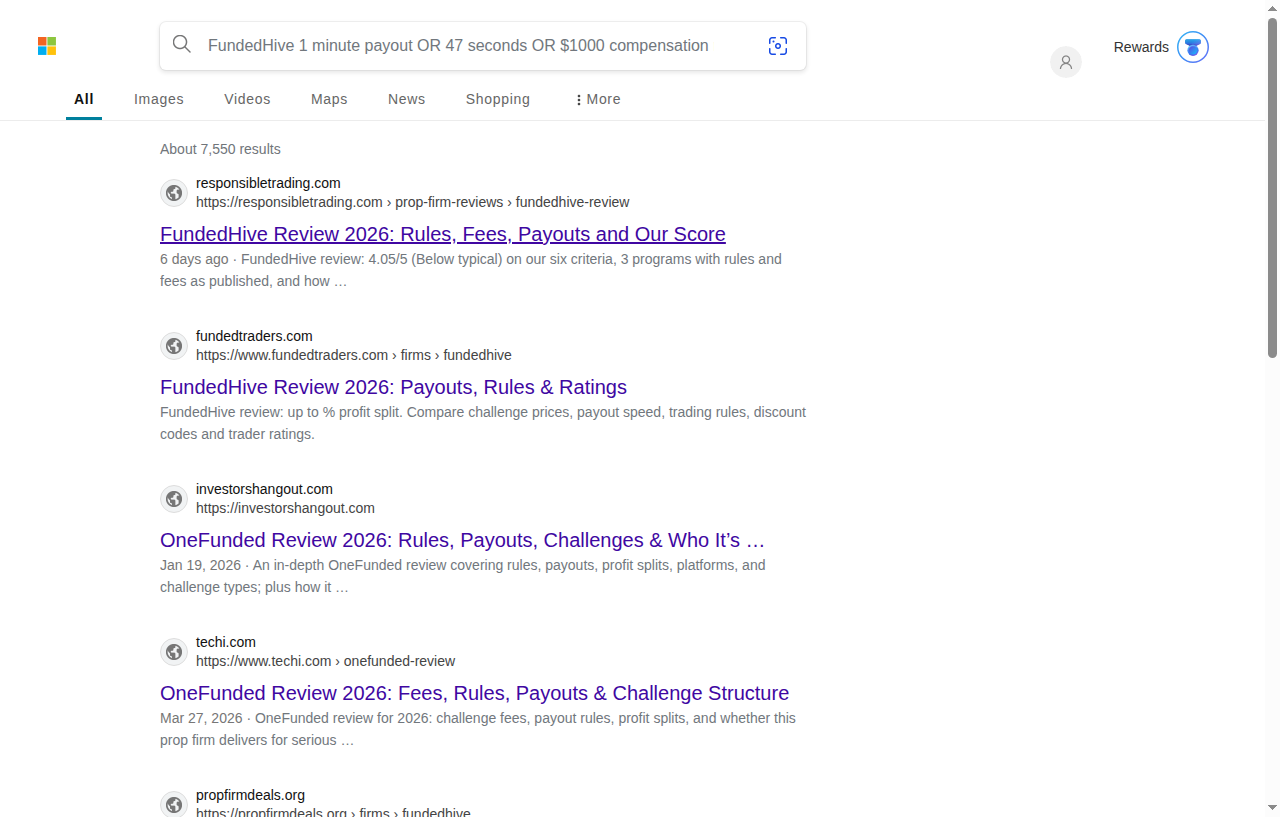 FundedHive 1 minute payout OR 47 seconds OR $1000 compensation
Rewards
All
Images
Videos
Maps
News
Shopping
More
About 7,550 results
responsibletrading.com
https://responsibletrading.com › prop-firm-reviews › fundedhive-review
FundedHive Review 2026: Rules, Fees, Payouts and Our Score
6 days ago · FundedHive review: 4.05/5 (Below typical) on our six criteria, 3 programs with rules and
fees as published, and how …
fundedtraders.com
https://www.fundedtraders.com › firms › fundedhive
FundedHive Review 2026: Payouts, Rules & Ratings
FundedHive review: up to % profit split. Compare challenge prices, payout speed, trading rules, discount
codes and trader ratings.
investorshangout.com
https://investorshangout.com
OneFunded Review 2026: Rules, Payouts, Challenges & Who It’s …
Jan 19, 2026 · An in-depth OneFunded review covering rules, payouts, profit splits, platforms, and
challenge types; plus how it …
techi.com
https://www.techi.com › onefunded-review
OneFunded Review 2026: Fees, Rules, Payouts & Challenge Structure
Mar 27, 2026 · OneFunded review for 2026: challenge fees, payout rules, profit splits, and whether this
prop firm delivers for serious …
propfirmdeals.org
https://propfirmdeals.org › firms › fundedhive